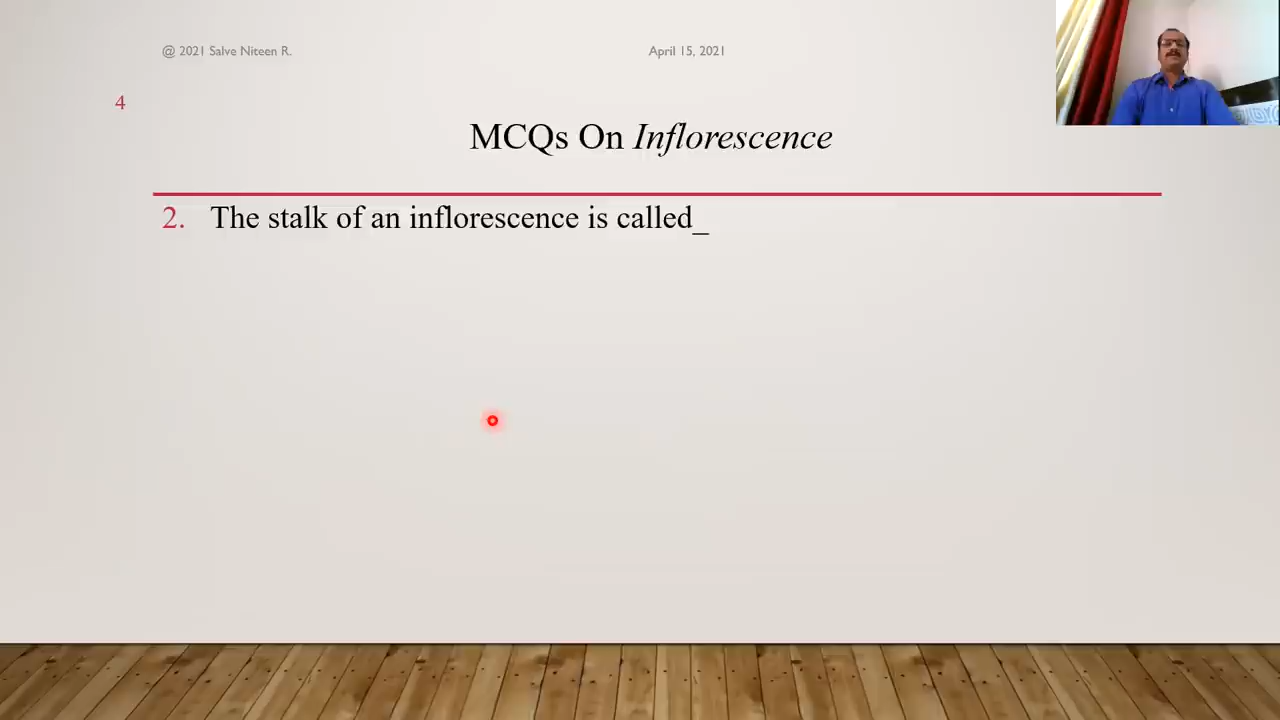 @ 2021 Salve Niteen R.
April 15, 2021
4
MCQs On Inflorescence
2. The stalk of an inflorescence is called_